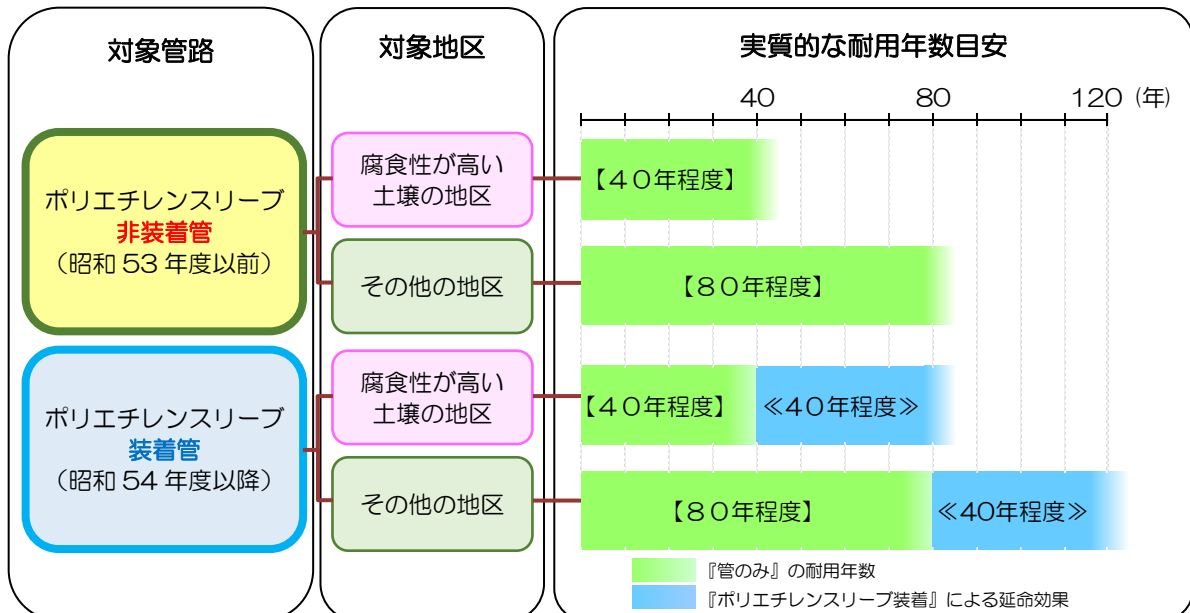 対象管路
対象地区
実質的な耐用年数目安
40 80 120 (年)
ポリエチレンスリーブ
非装着管
（昭和 53 年度以前）
腐食性が高い
土壌の地区
【４０年程度】
その他の地区
【８０年程度】
ポリエチレンスリーブ
装着管
（昭和 54 年度以降）
腐食性が高い
土壌の地区
【４０年程度】 ≪40年程度≫
その他の地区
【８０年程度】 ≪40年程度≫
『管のみ』の耐用年数
『ポリエチレンスリーブ装着』による延命効果